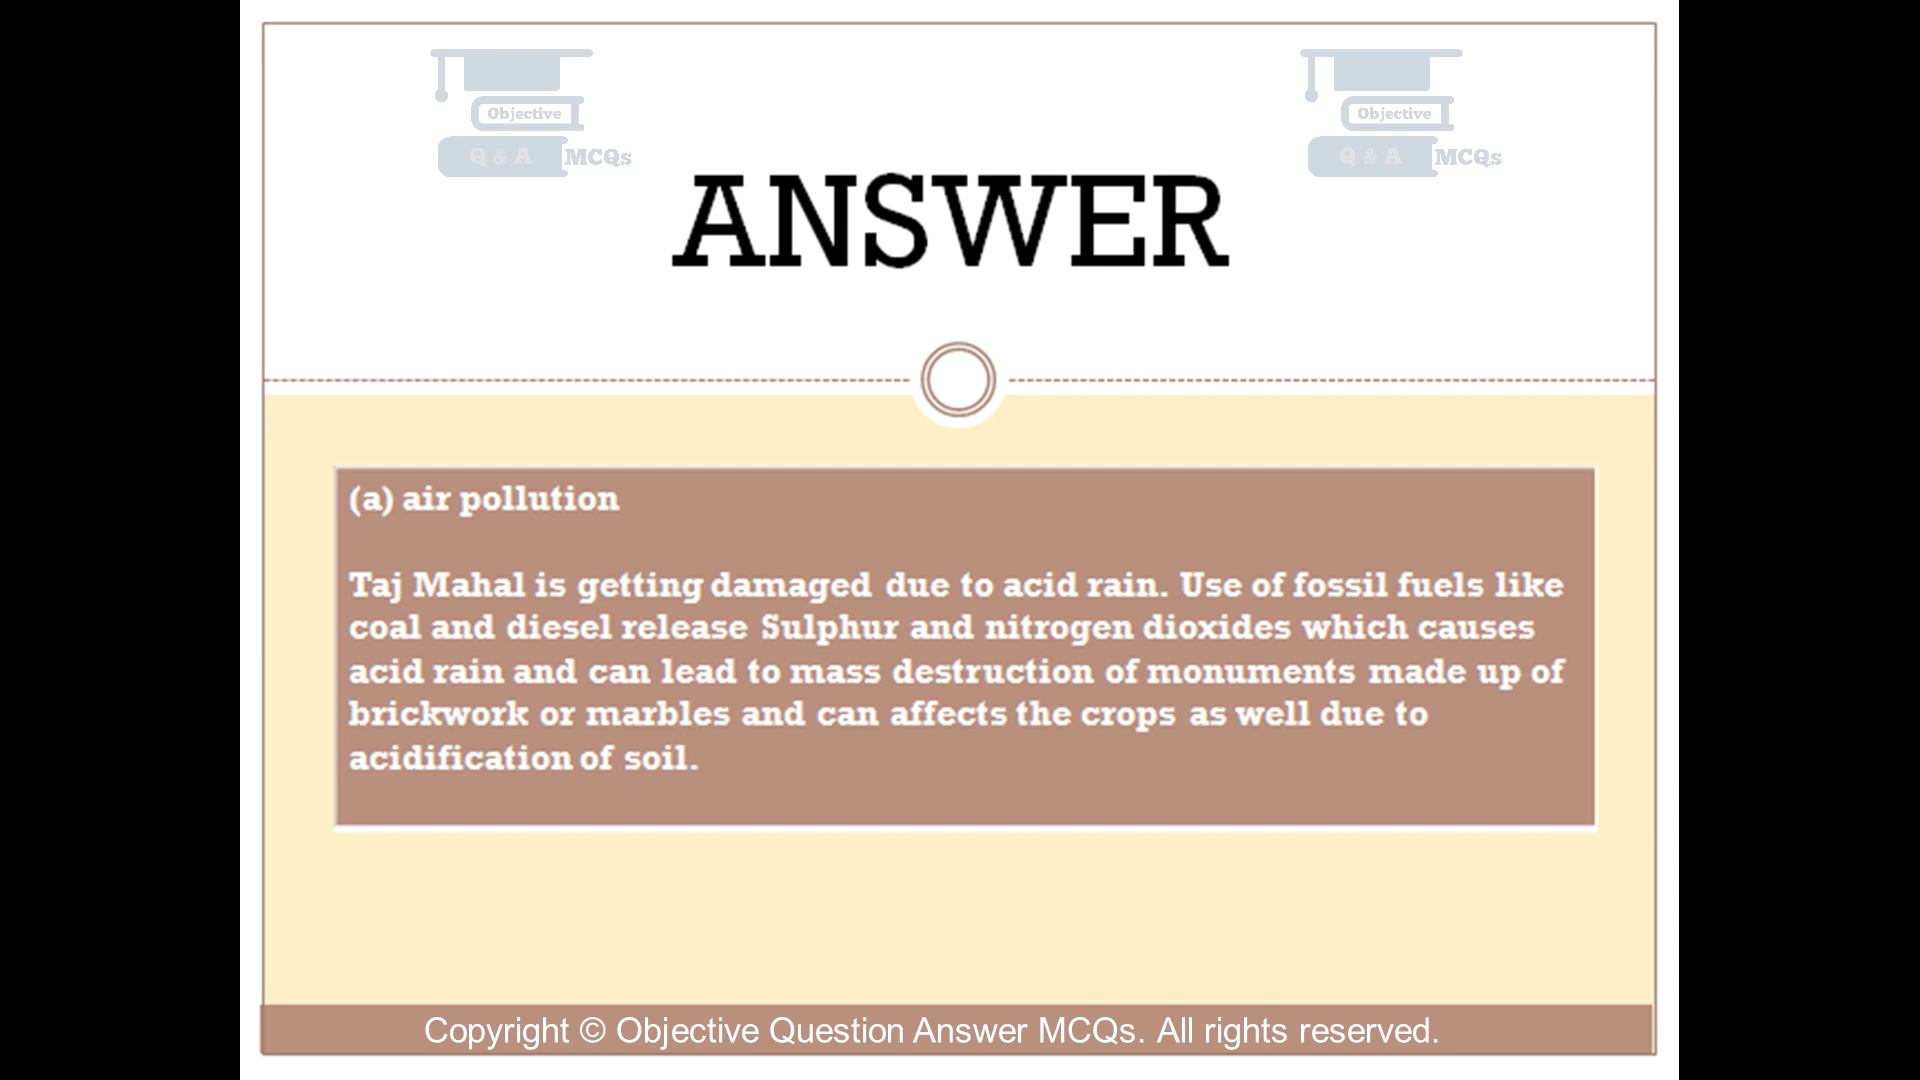 Objective
Q & A MCQs
Objective
Q & A MCQs
ANSWER
(a) air pollution
Taj Mahal is getting damaged due to acid rain. Use of fossil fuels like
coal and diesel release Sulphur and nitrogen dioxides which causes
acid rain and can lead to mass destruction of monuments made up of
brickwork or marbles and can affects the crops as well due to
acidification of soil.
Copyright © Objective Question Answer MCQs. All rights reserved.